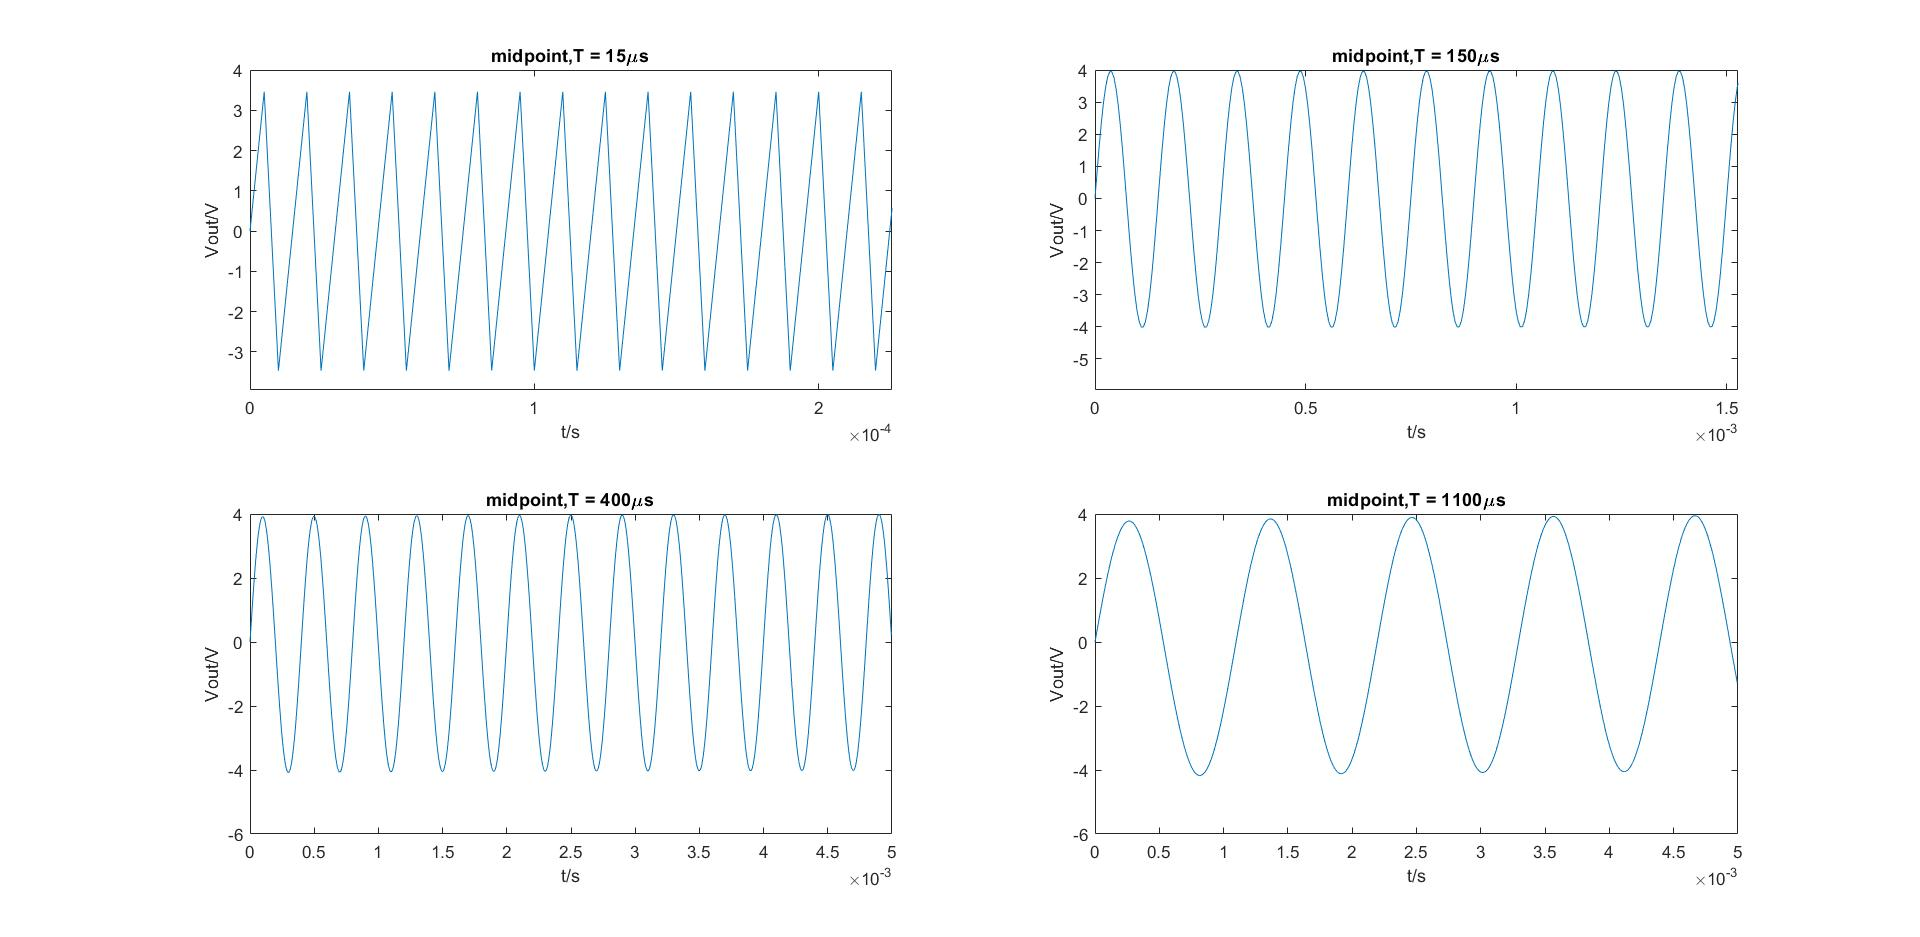 midpoint,T = 15μs
4
3
2
1
0
-1
-2
-3
Vout/V
0 1 2
×10-4
t/s
midpoint,T = 150μs
4
3
2
1
0
-1
-2
-3
-4
-5
Vout/V
0 0.5 1 1.5
×10-3
t/s
midpoint,T = 400μs
4
2
0
-2
-4
-6
Vout/V
0 0.5 1 1.5 2 2.5 3 3.5 4 4.5 5
×10-3
t/s
midpoint,T = 1100μs
4
2
0
-2
-4
-6
Vout/V
0 0.5 1 1.5 2 2.5 3 3.5 4 4.5 5
×10-3
t/s